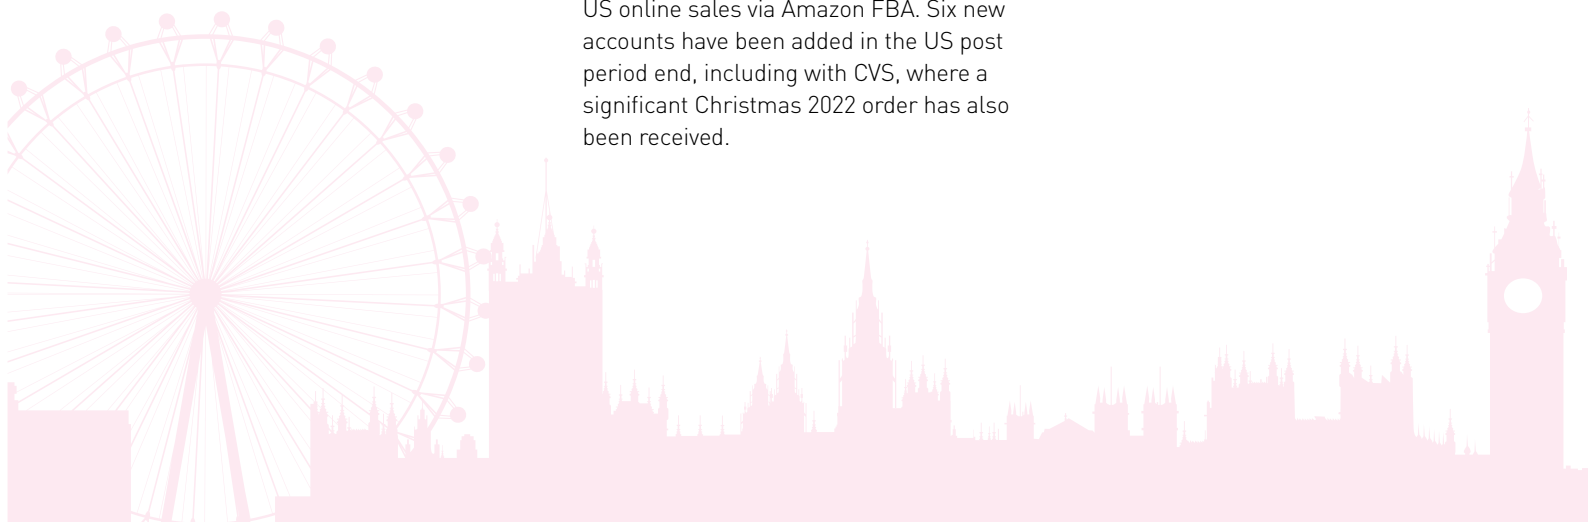 US online sales via Amazon FBA. Six new
accounts have been added in the US post
period end, including with CVS, where a
significant Christmas 2022 order has also
been received.